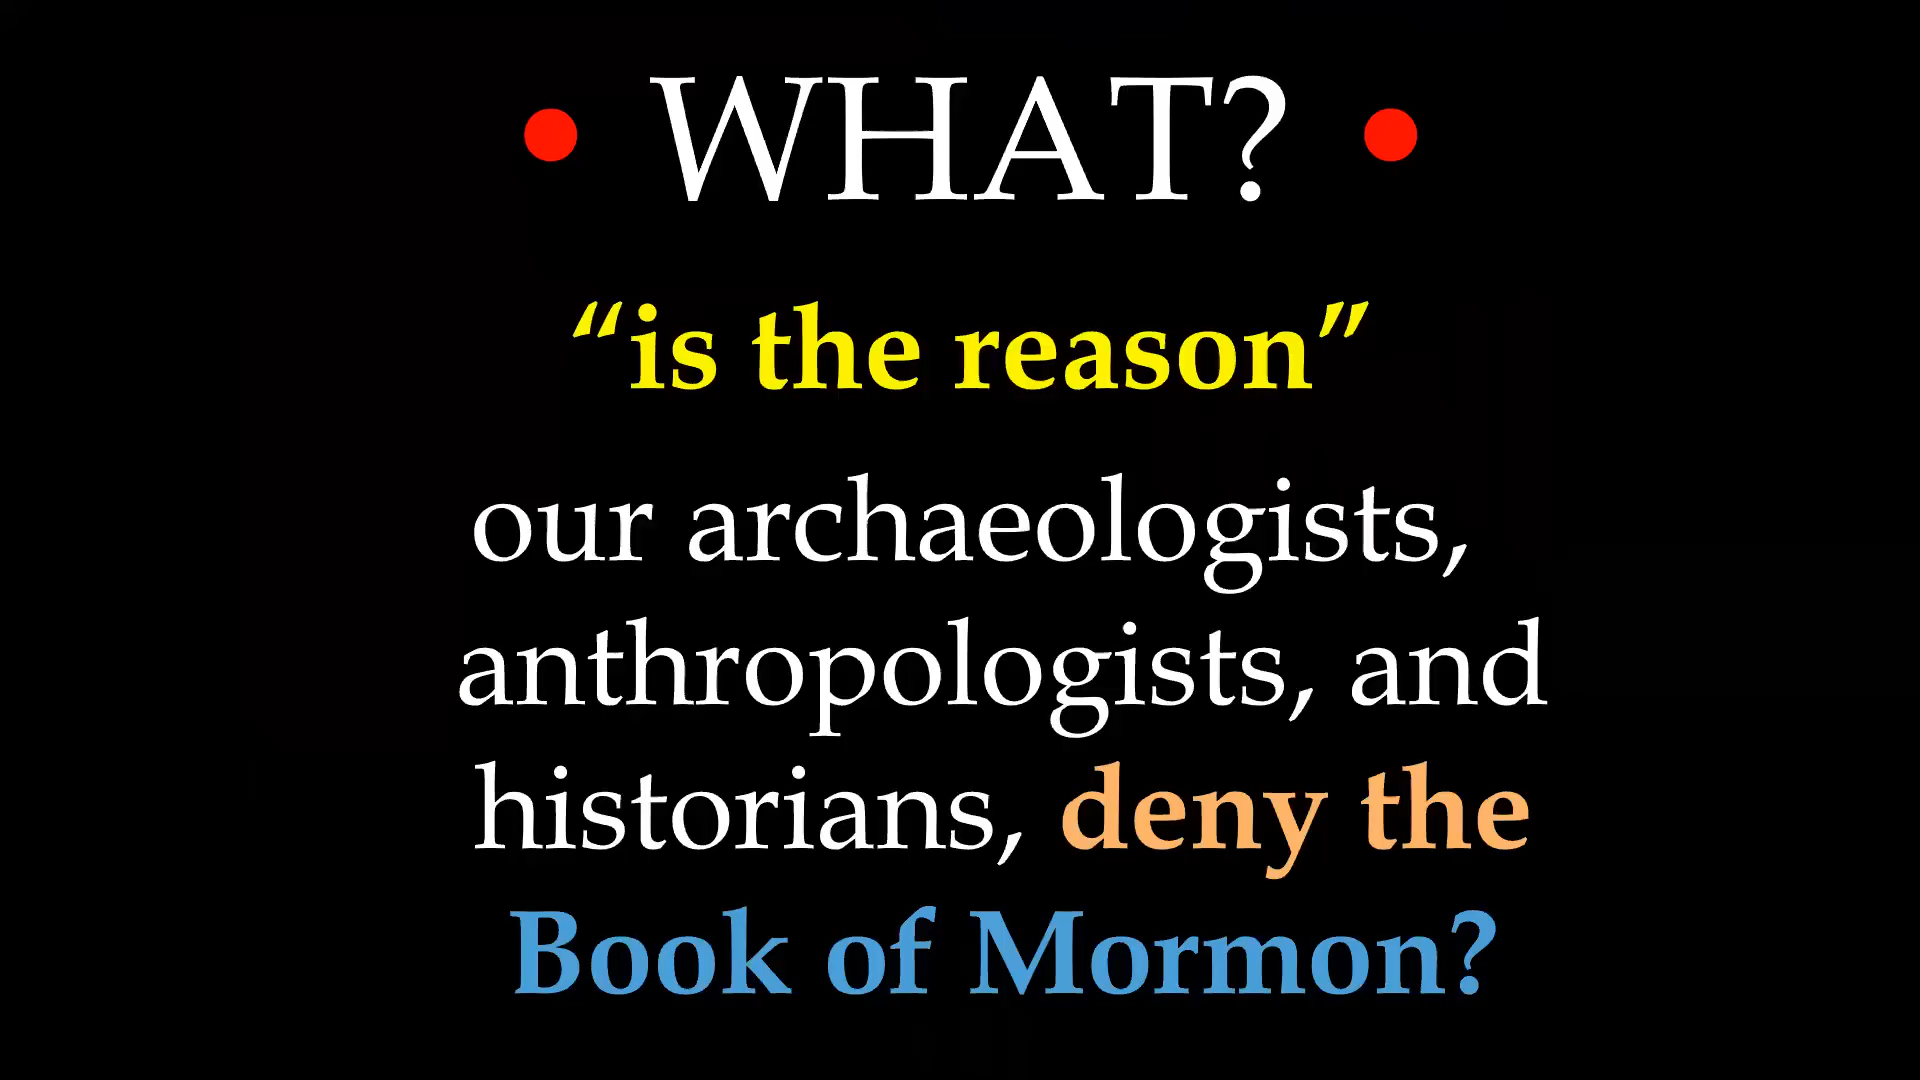 • WHAT? •
“is the reason”
our archaeologists,
anthropologists, and
historians, deny the
Book of Mormon?